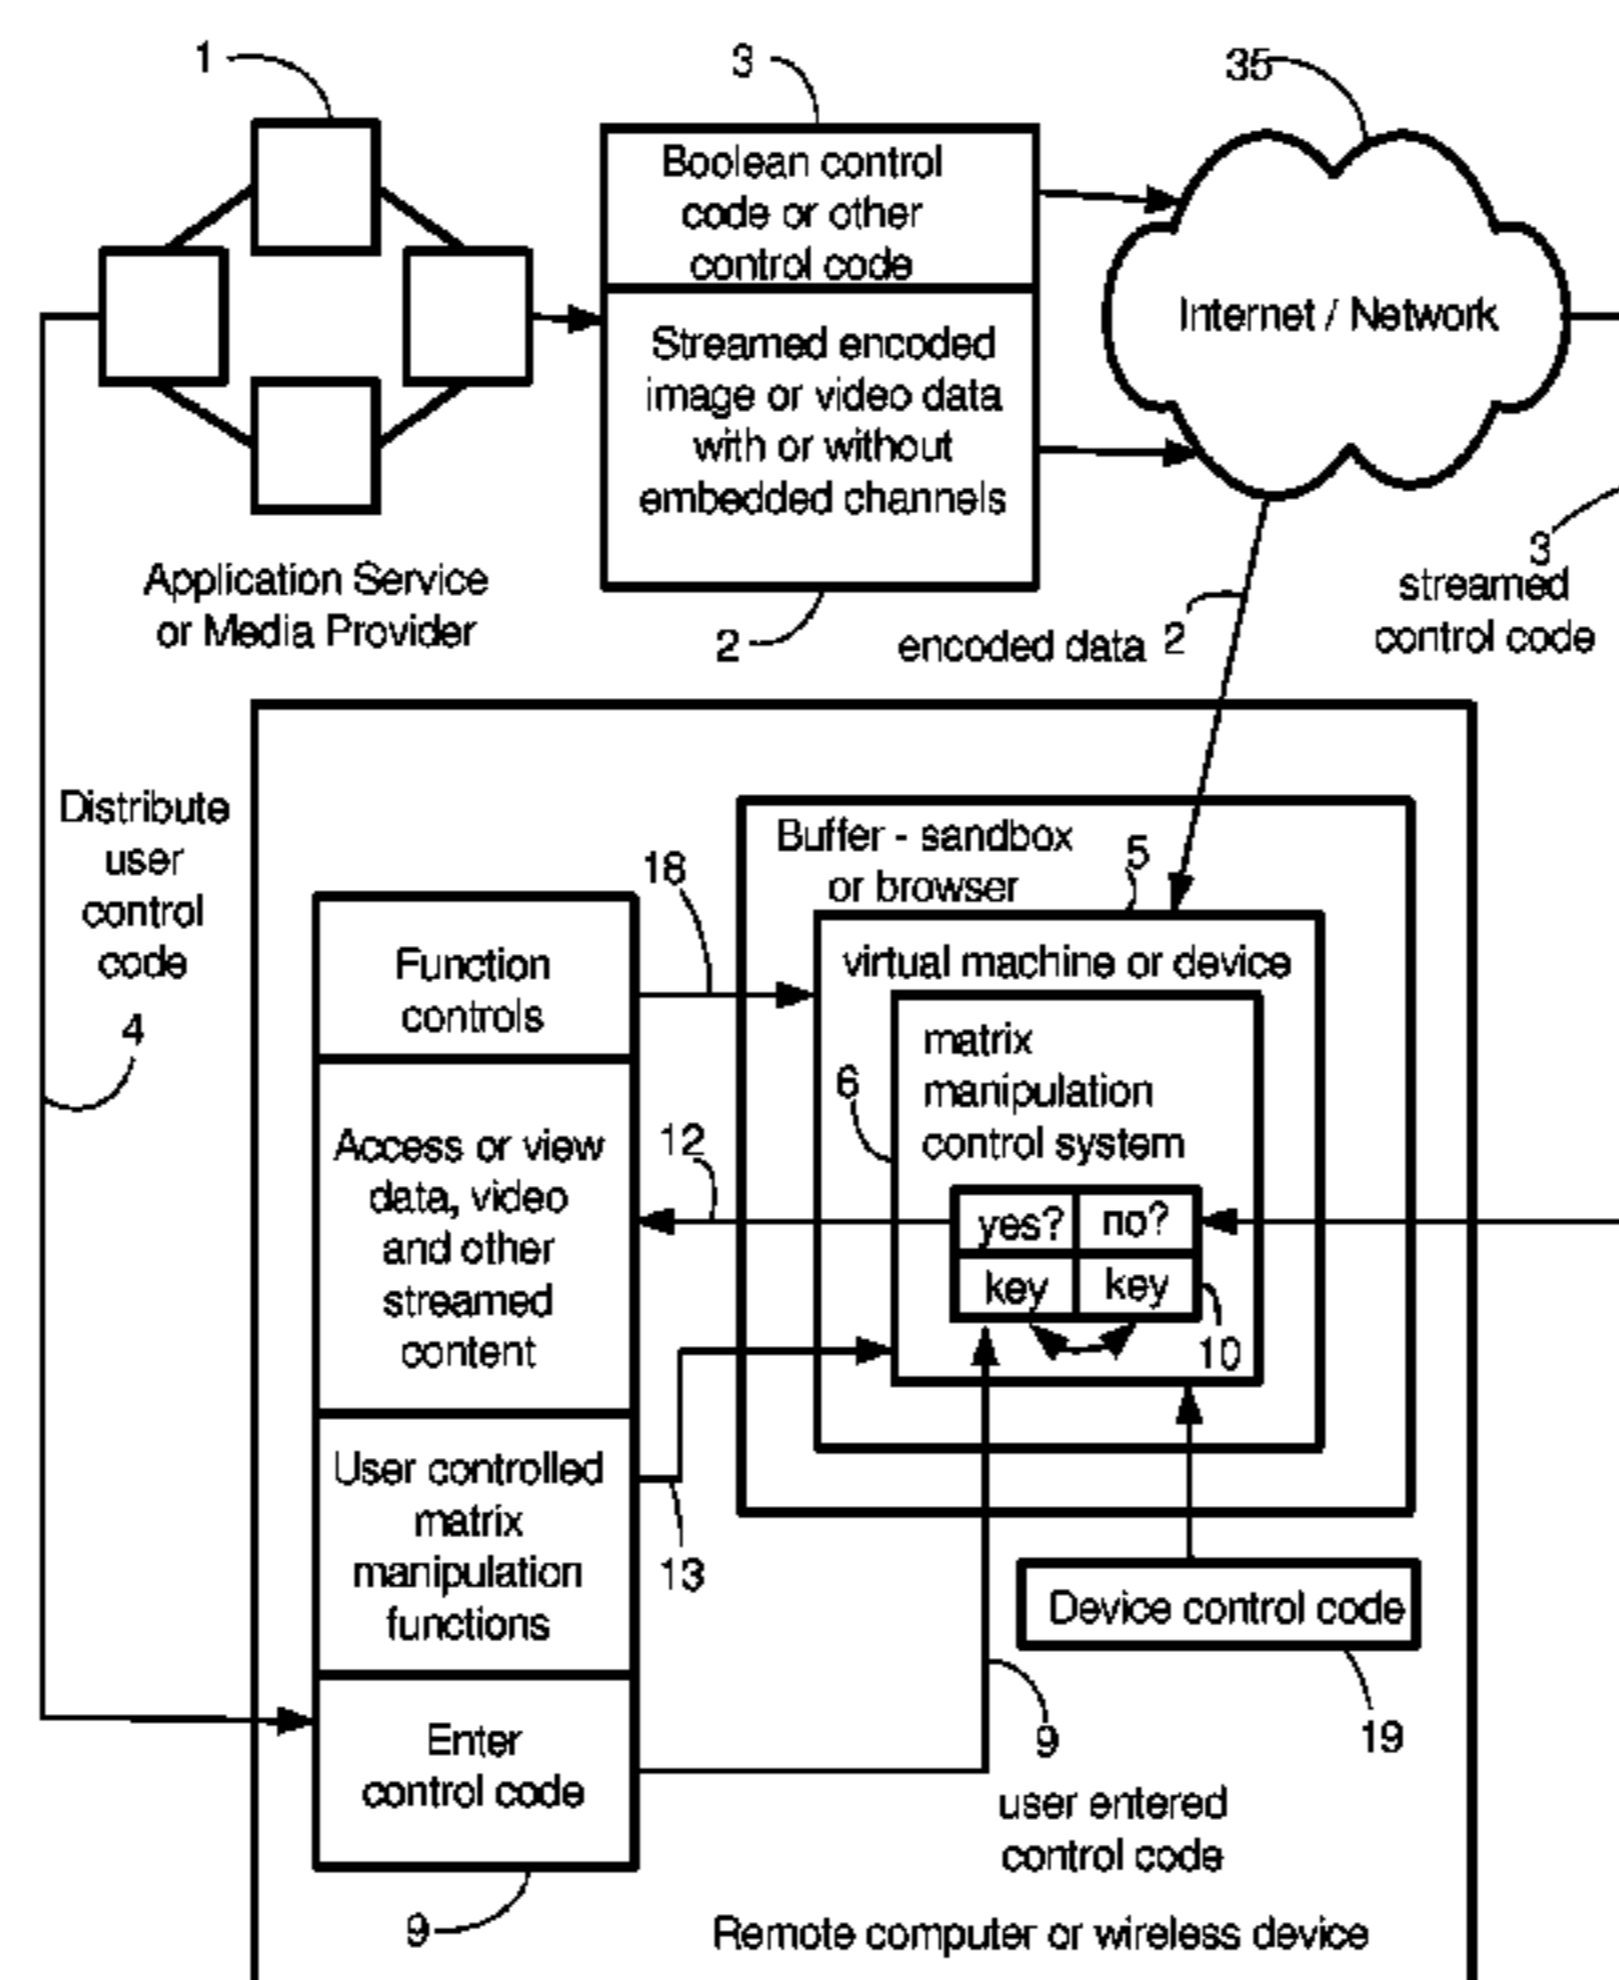 1
3
35
Boolean control
code or other
control code
Internet / Network
Streamed encoded
image or video data
with or without
embedded channels
Application Service
or Media Provider
2
encoded data 2
3
streamed
control code
Distribute
user
control
code
4
Buffer - sandbox
or browser
5
18
virtual machine or device
Function
controls
matrix
manipulation
control system
6
12
Access or view
data, video
and other
streamed
content
yes? no?
key key
10
User controlled
matrix
manipulation
functions
13
Device control code
19
9
Enter
control code
user entered
control code
9
Remote computer or wireless device